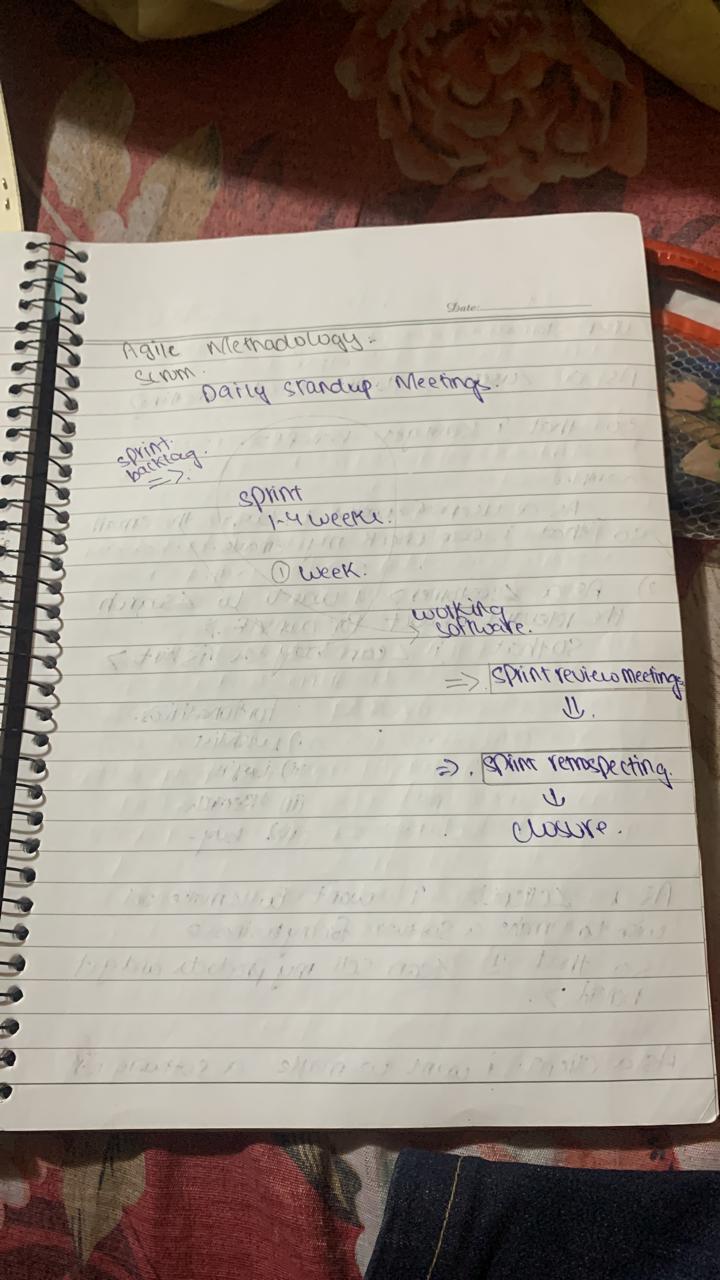 Date:
Agile Methadology:-
Scrum.
Daily standup Meetings.
sprint
backlog.
=>.
sprint
1-4 weeks.
① week.
working
software.
=> sprint review meetings
⇓.
=>. sprint retrospecting.
↓
closure.